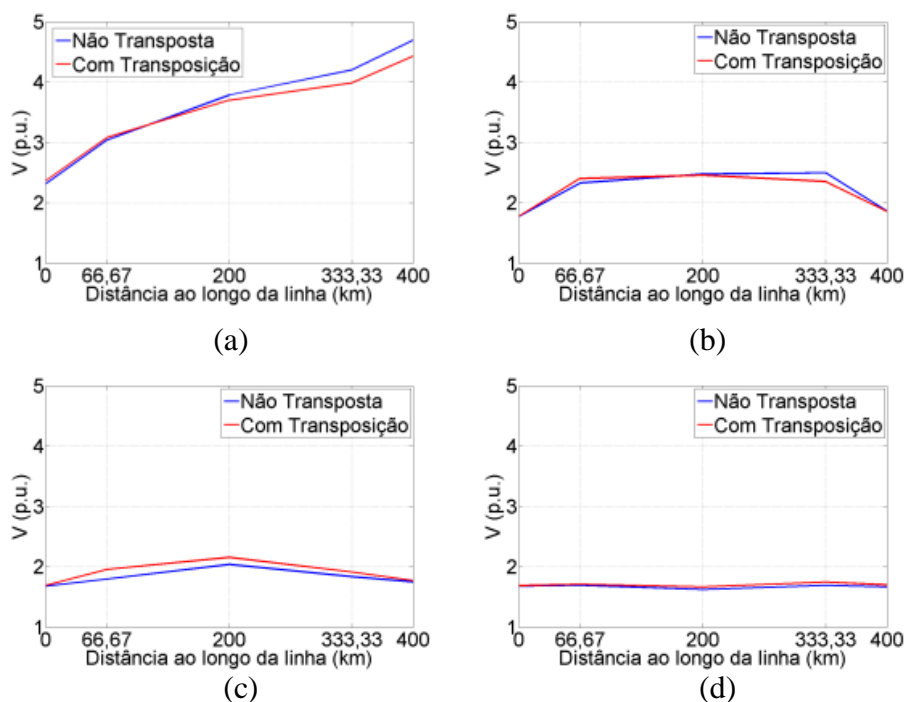 5
4
3
2
1
V (p.u.)
Não Transposta
Com Transposição
0 66,67 200 333,33 400
Distância ao longo da linha (km)
(a)
5
4
3
2
1
V (p.u.)
Não Transposta
Com Transposição
0 66,67 200 333,33 400
Distância ao longo da linha (km)
(b)
5
4
3
2
1
V (p.u.)
Não Transposta
Com Transposição
0 66,67 200 333,33 400
Distância ao longo da linha (km)
(c)
5
4
3
2
1
V (p.u.)
Não Transposta
Com Transposição
0 66,67 200 333,33 400
Distância ao longo da linha (km)
(d)